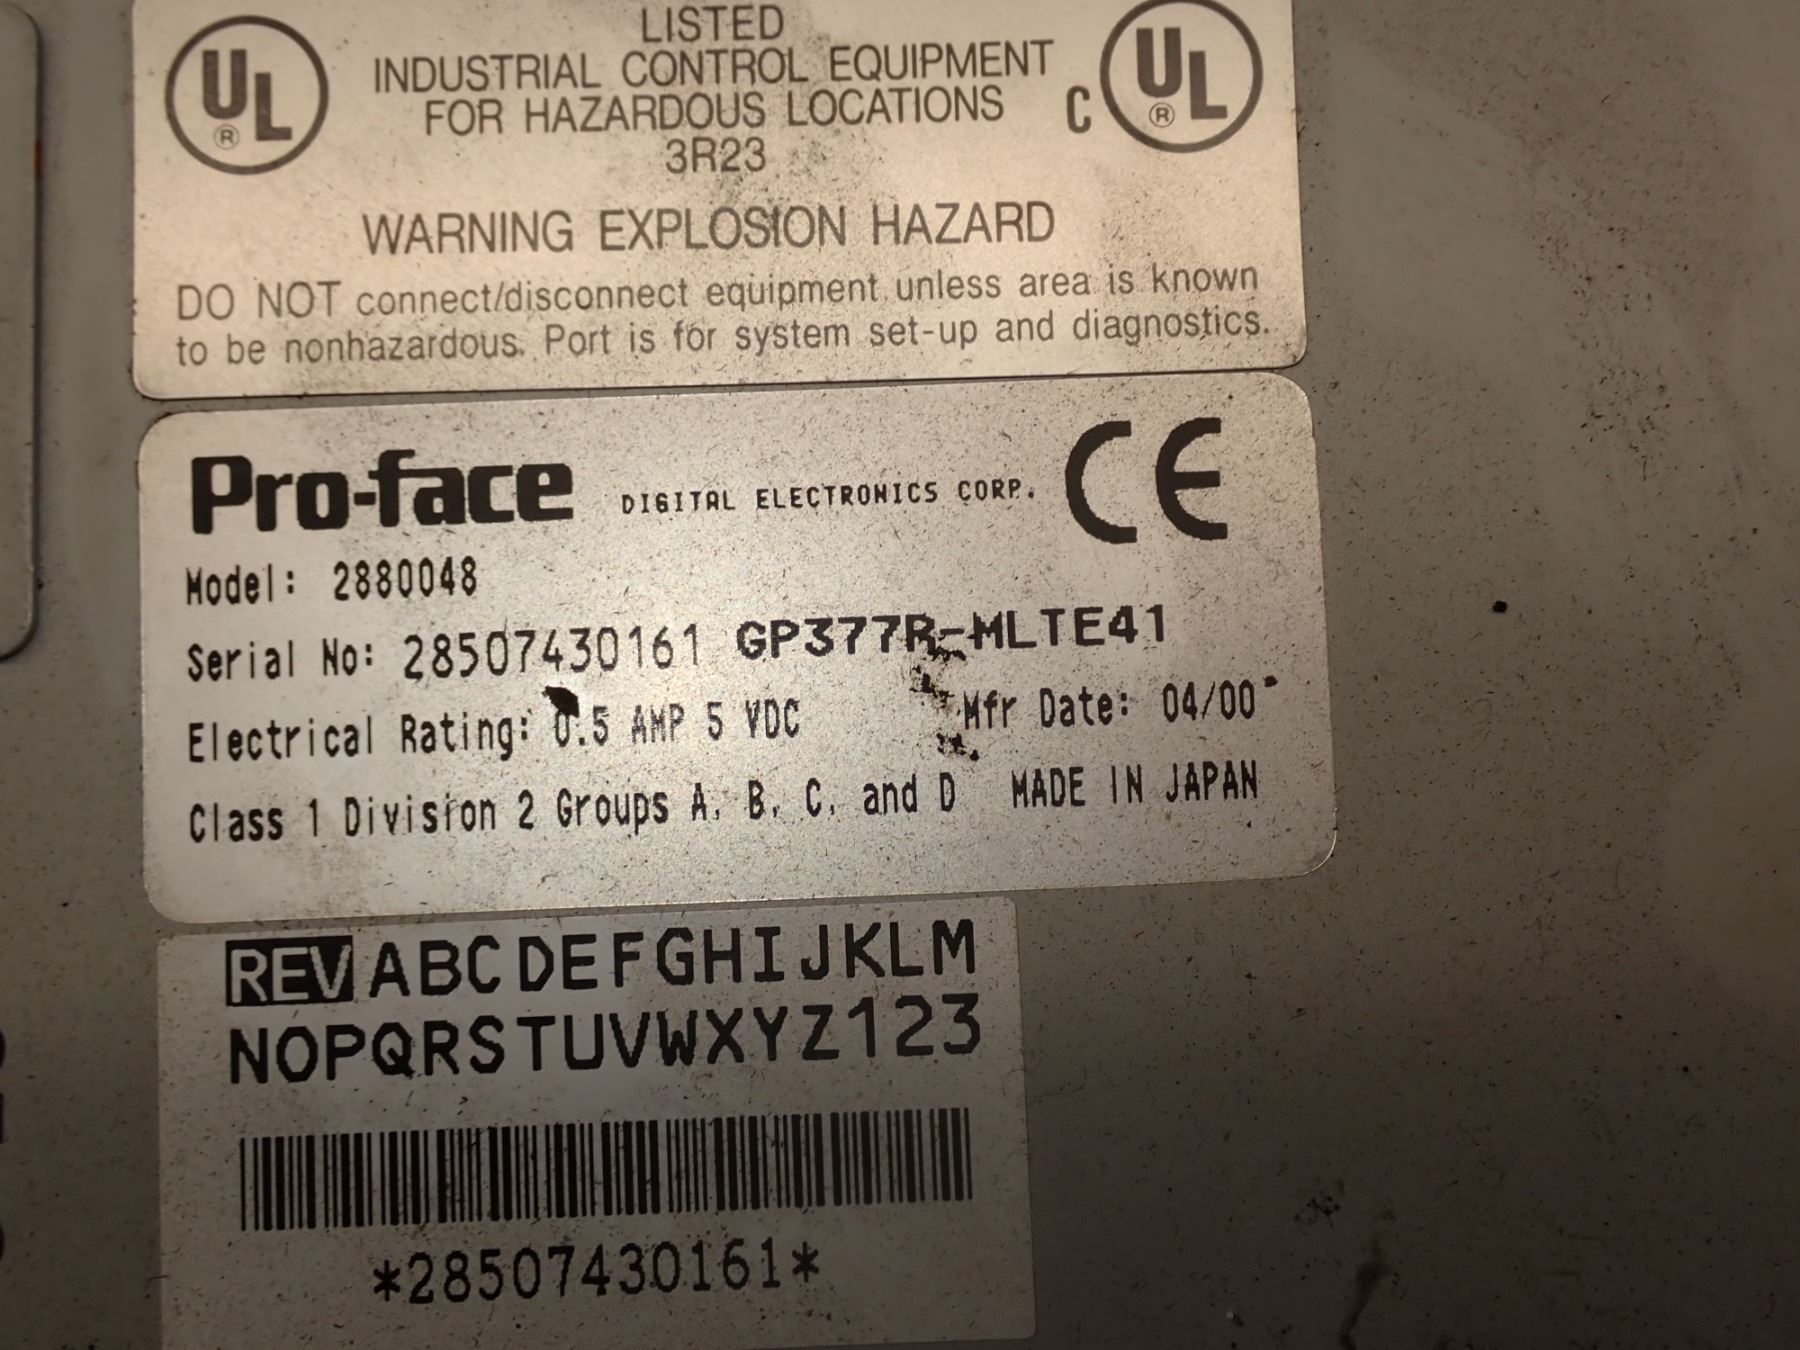 UL® LISTED
INDUSTRIAL CONTROL EQUIPMENT
FOR HAZARDOUS LOCATIONS C UL®
3R23
WARNING EXPLOSION HAZARD
DO NOT connect/disconnect equipment unless area is known
to be nonhazardous. Port is for system set-up and diagnostics.
Pro-face DIGITAL ELECTRONICS CORP. CE
Model: 2880048
Serial No: 28507430161 GP377R-MLTE41
Electrical Rating: 0.5 AMP 5 VDC Mfr Date: 04/00
Class 1 Division 2 Groups A, B, C, and D MADE IN JAPAN
REV ABCDEFGHIJKLM
NOPQRSTUVWXYZ123
*28507430161*